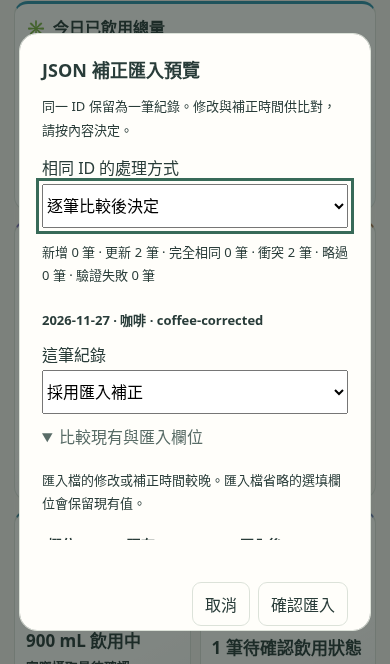 今日已飲用總量
JSON 補正匯入預覽
同一 ID 保留為一筆紀錄。修改與補正時間供比對，
請按內容決定。
相同 ID 的處理方式
逐筆比較後決定
新增 0 筆 · 更新 2 筆 · 完全相同 0 筆 · 衝突 2 筆 · 略過
0 筆 · 驗證失敗 0 筆
2026-11-27 · 咖啡 · coffee-corrected
這筆紀錄
採用匯入補正
▼ 比較現有與匯入欄位
匯入檔的修改或補正時間較晚。匯入檔省略的選填欄
位會保留現有值。
取消
確認匯入
900 mL 飲用中
1 筆待確認飲用狀態